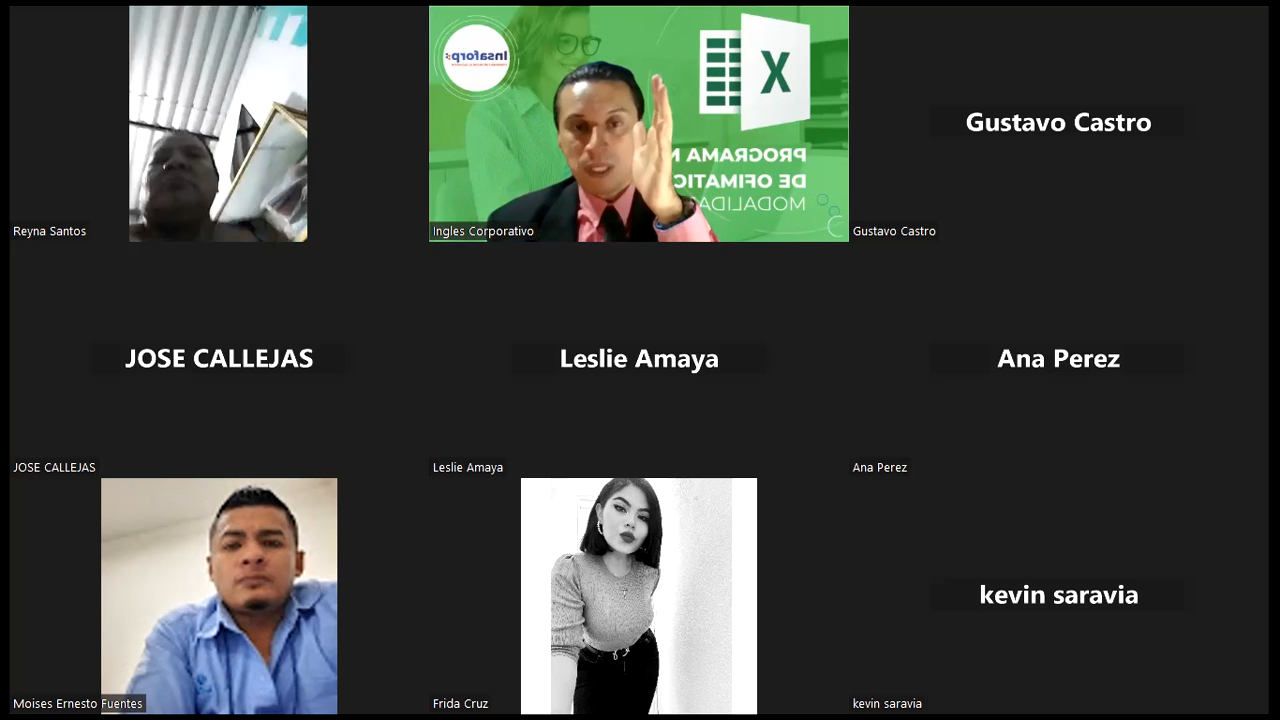 Insaforp
PROGRAMA N
DE OFIMATIC
MODALIDA
X
Gustavo Castro
Reyna Santos
Ingles Corporativo
Gustavo Castro
JOSE CALLEJAS
Leslie Amaya
Ana Perez
JOSE CALLEJAS
Leslie Amaya
Ana Perez
kevin saravia
Moises Ernesto Fuentes
Frida Cruz
kevin saravia